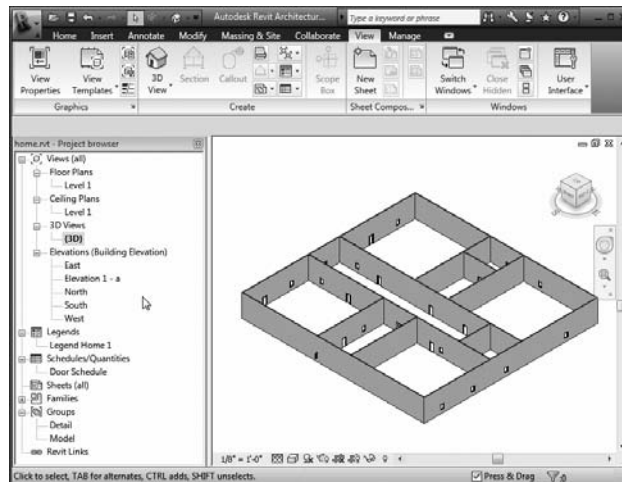 Autodesk Revit Architectur...
Type a keyword or phrase
Home Insert Annotate Modify Massing & Site Collaborate View Manage
View Properties
View Templates
3D View
Section
Callout
Scope Box
New Sheet
Switch Windows
Close Hidden
User Interface
Graphics
Create
Sheet Compos...
Windows
home.rvt - Project browser
Views (all)
Floor Plans
Level 1
Ceiling Plans
Level 1
3D Views
{3D}
Elevations (Building Elevation)
East
Elevation 1 - a
North
South
West
Legends
Legend Home 1
Schedules/Quantities
Door Schedule
Sheets (all)
Families
Groups
Detail
Model
Revit Links
1/8" = 1'-0"
Click to select, TAB for alternates, CTRL adds, SHIFT unselects.
Press & Drag